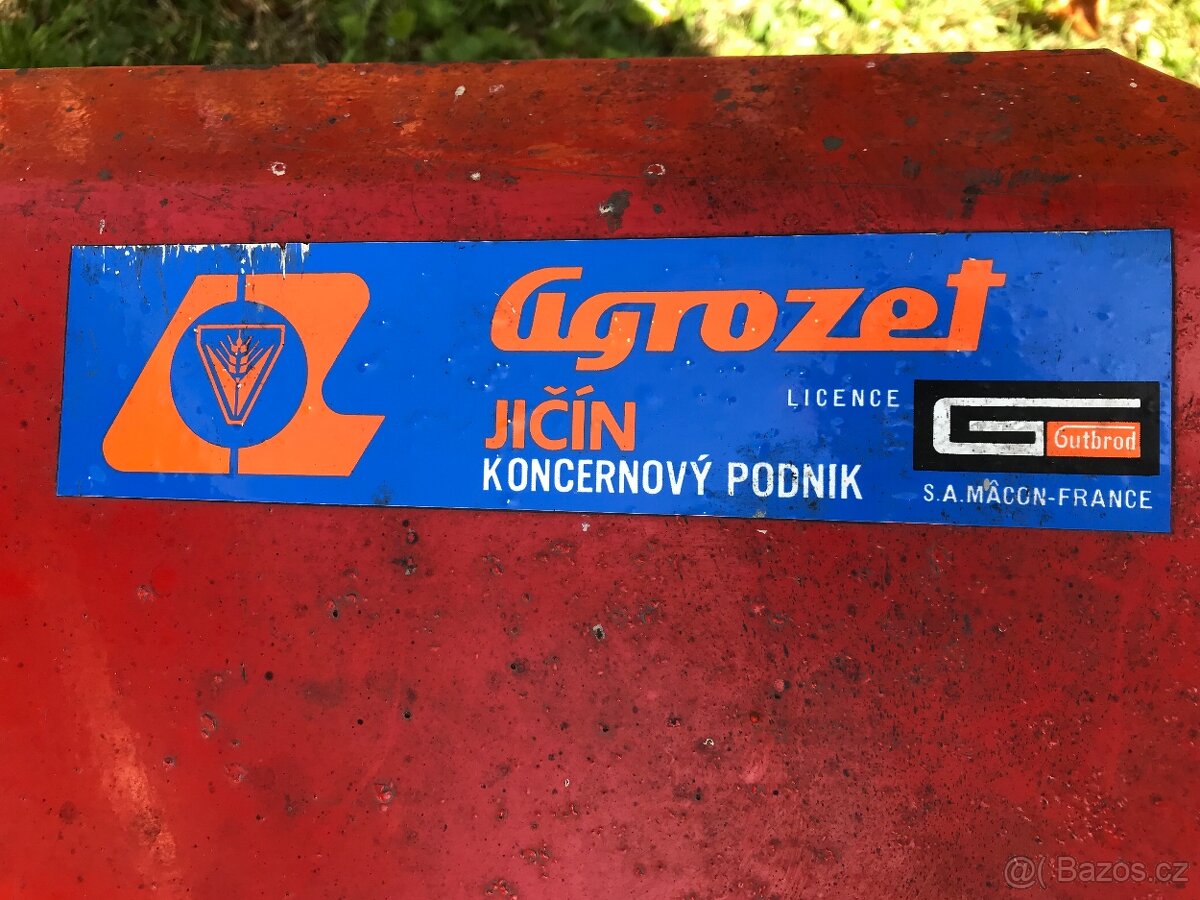 agrozet
JIČÍN
KONCERNOVÝ PODNIK
LICENCE
Gutbrod
S.A.MÂCON-FRANCE
@( Bazos.cz